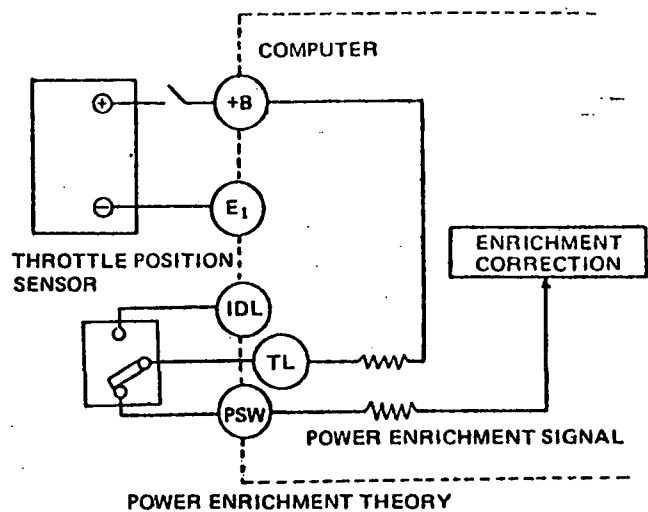 COMPUTER
+B
E1
THROTTLE POSITION
SENSOR
ENRICHMENT
CORRECTION
IDL
TL
PSW
POWER ENRICHMENT SIGNAL
POWER ENRICHMENT THEORY